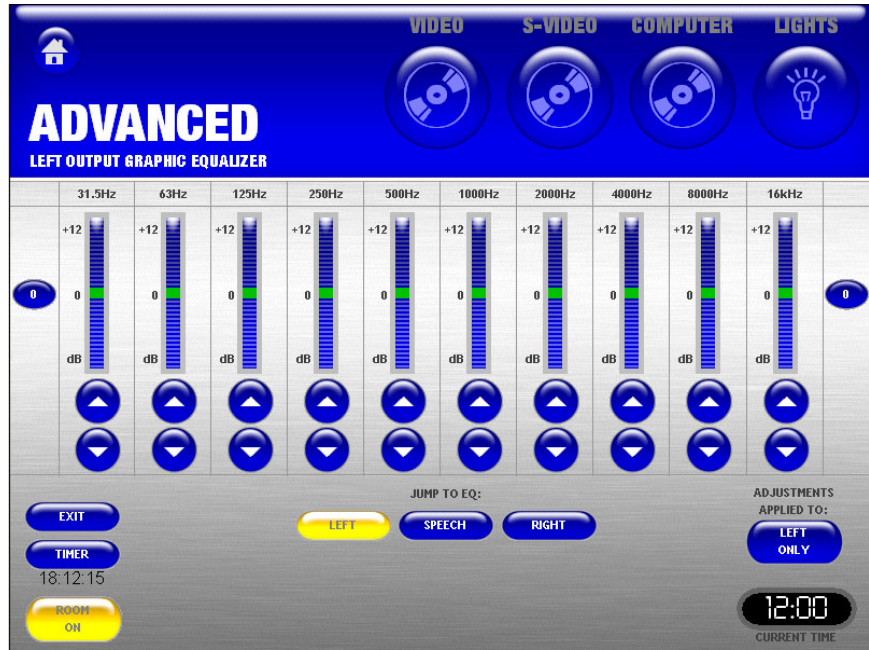 VIDEO S-VIDEO COMPUTER LIGHTS
ADVANCED
LEFT OUTPUT GRAPHIC EQUALIZER
31.5Hz 63Hz 125Hz 250Hz 500Hz 1000Hz 2000Hz 4000Hz 8000Hz 16kHz
+12 +12 +12 +12 +12 +12 +12 +12 +12 +12
0 0 0 0 0 0 0 0 0 0 0 0
dB dB dB dB dB dB dB dB dB dB
JUMP TO EQ:
LEFT SPEECH RIGHT
ADJUSTMENTS
APPLIED TO:
LEFT
ONLY
EXIT
TIMER
18:12:15
ROOM
ON
12:00
CURRENT TIME